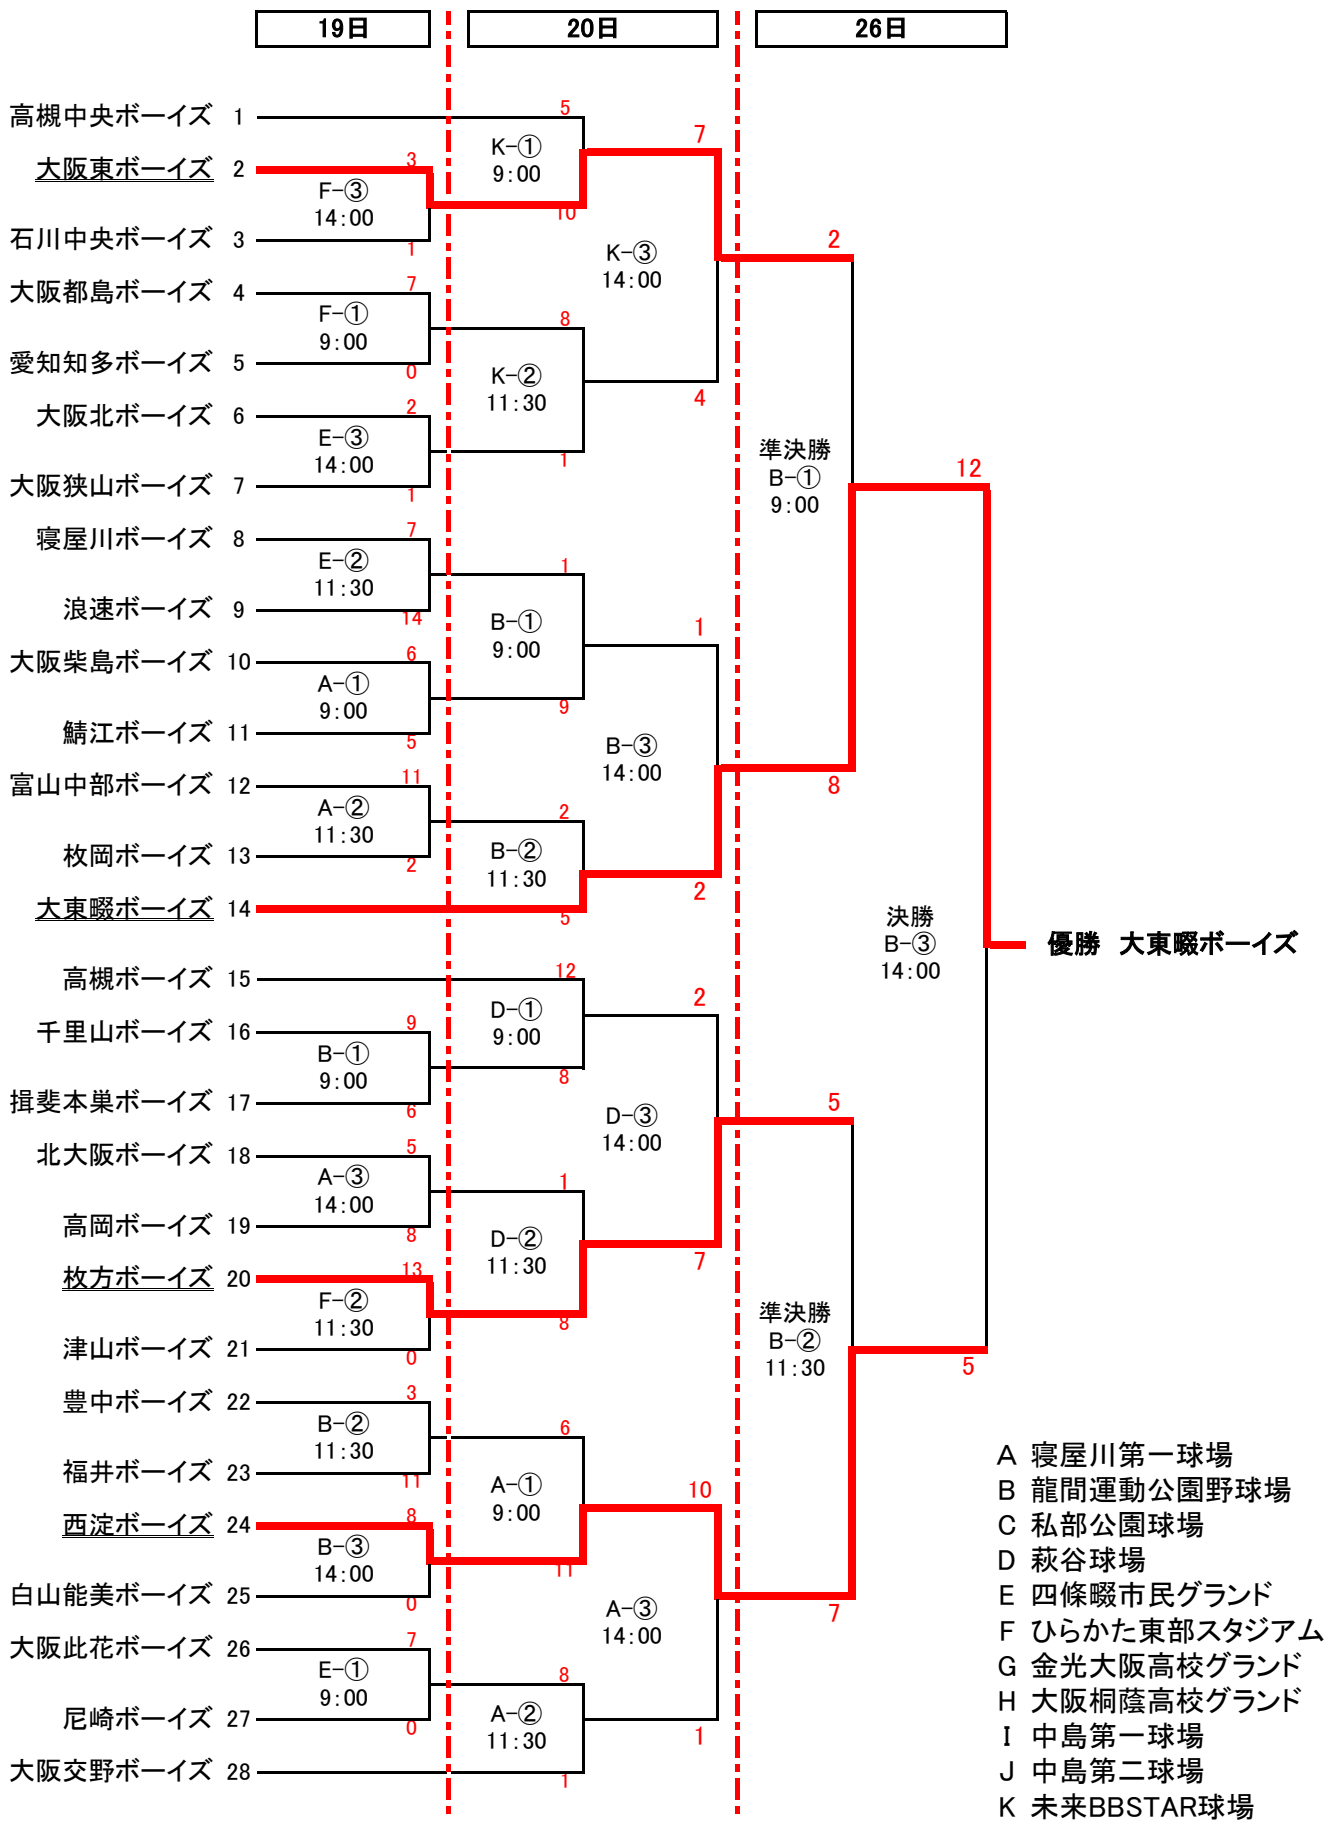 19日 20日 26日
高槻中央ボーイズ 1
5
7
K-①
9:00
大阪東ボーイズ 2
3
F-③
14:00
10
石川中央ボーイズ 3
1
2
K-③
14:00
大阪都島ボーイズ 4
7
F-①
9:00
8
愛知知多ボーイズ 5
0
K-②
11:30
4
大阪北ボーイズ 6
2
E-③
14:00
1
大阪狭山ボーイズ 7
1
準決勝
B-①
9:00
12
寝屋川ボーイズ 8
7
E-②
11:30
1
浪速ボーイズ 9
14
B-①
9:00
1
大阪柴島ボーイズ 10
6
A-①
9:00
9
鯖江ボーイズ 11
5
B-③
14:00
8
富山中部ボーイズ 12
11
A-②
11:30
2
枚岡ボーイズ 13
2
B-②
11:30
2
大東畷ボーイズ 14
5
決勝
B-③
14:00
優勝 大東畷ボーイズ
高槻ボーイズ 15
12
D-①
9:00
2
千里山ボーイズ 16
9
B-①
9:00
8
揖斐本巣ボーイズ 17
6
D-③
14:00
5
北大阪ボーイズ 18
5
A-③
14:00
1
高岡ボーイズ 19
8
D-②
11:30
7
枚方ボーイズ 20
13
F-②
11:30
8
津山ボーイズ 21
0
準決勝
B-②
11:30
5
豊中ボーイズ 22
3
B-②
11:30
6
福井ボーイズ 23
11
A-①
9:00
10
西淀ボーイズ 24
8
B-③
14:00
11
白山能美ボーイズ 25
0
A-③
14:00
7
大阪此花ボーイズ 26
7
E-①
9:00
8
尼崎ボーイズ 27
0
A-②
11:30
1
大阪交野ボーイズ 28
1
A 寝屋川第一球場
B 龍間運動公園野球場
C 私部公園球場
D 萩谷球場
E 四條畷市民グランド
F ひらかた東部スタジアム
G 金光大阪高校グランド
H 大阪桐蔭高校グランド
I 中島第一球場
J 中島第二球場
K 未来BBSTAR球場